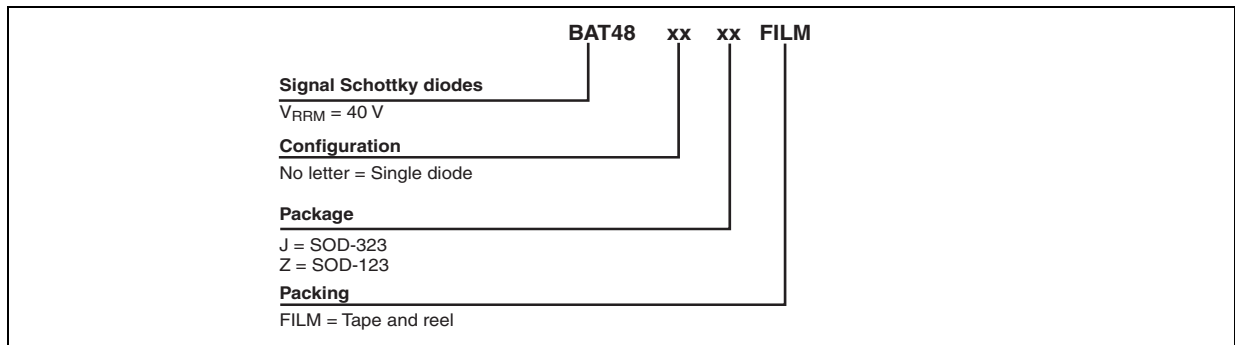 BAT48 xx xx FILM
Signal Schottky diodes
VRRM = 40 V
Configuration
No letter = Single diode
Package
J = SOD-323
Z = SOD-123
Packing
FILM = Tape and reel